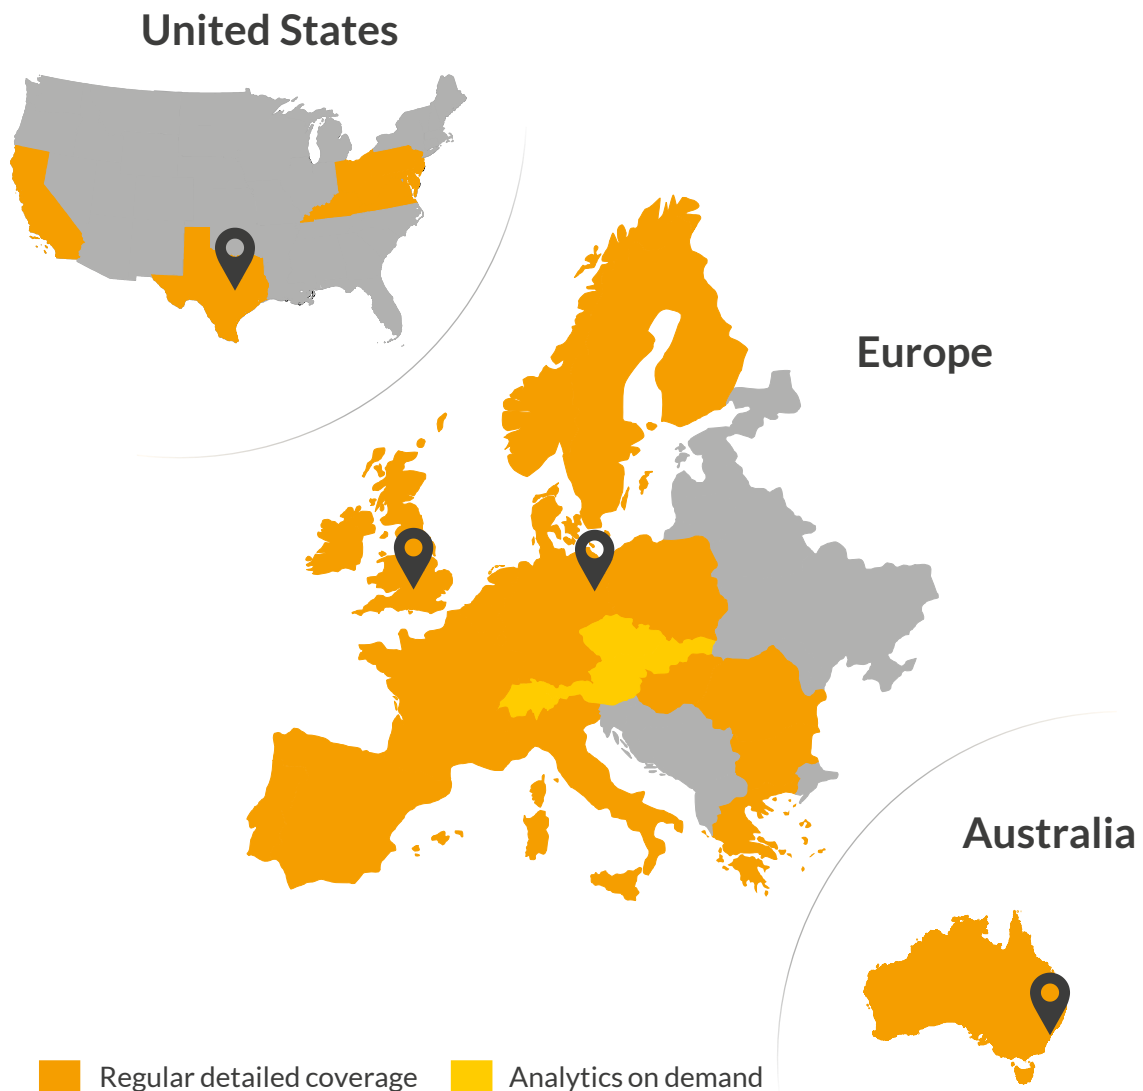 United States
Europe
Australia
Regular detailed coverage
Analytics on demand